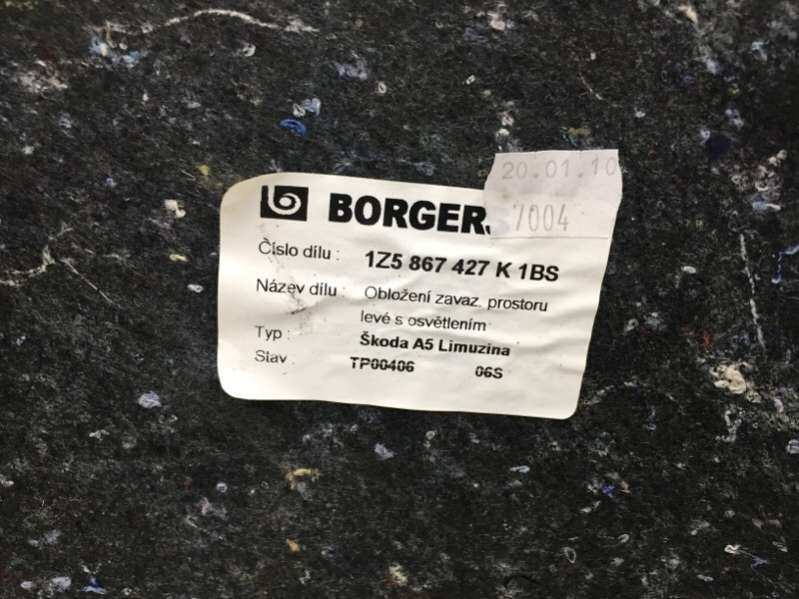 20.01.10
7004
BORGER
Číslo dílu : 1Z5 867 427 K 1BS
Název dílu : Obložení zavaz. prostoru
levé s osvětlením
Typ : Škoda A5 Limuzina
Stav : TP00406 06S